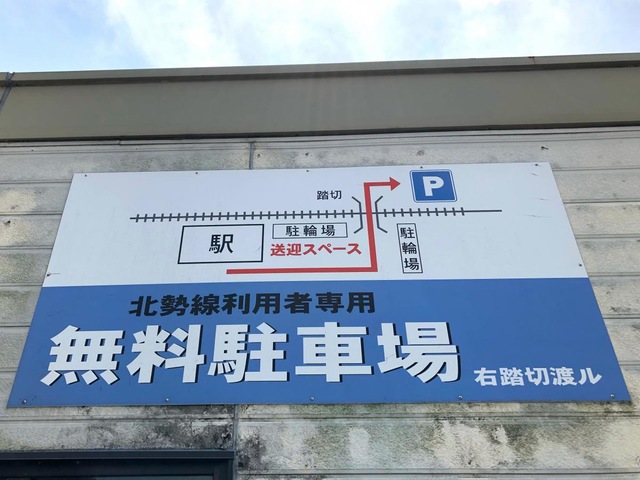 踏切
P
駅
駐輪場
送迎スペース
駐輪場
北勢線利用者専用
無料駐車場
右踏切渡ル